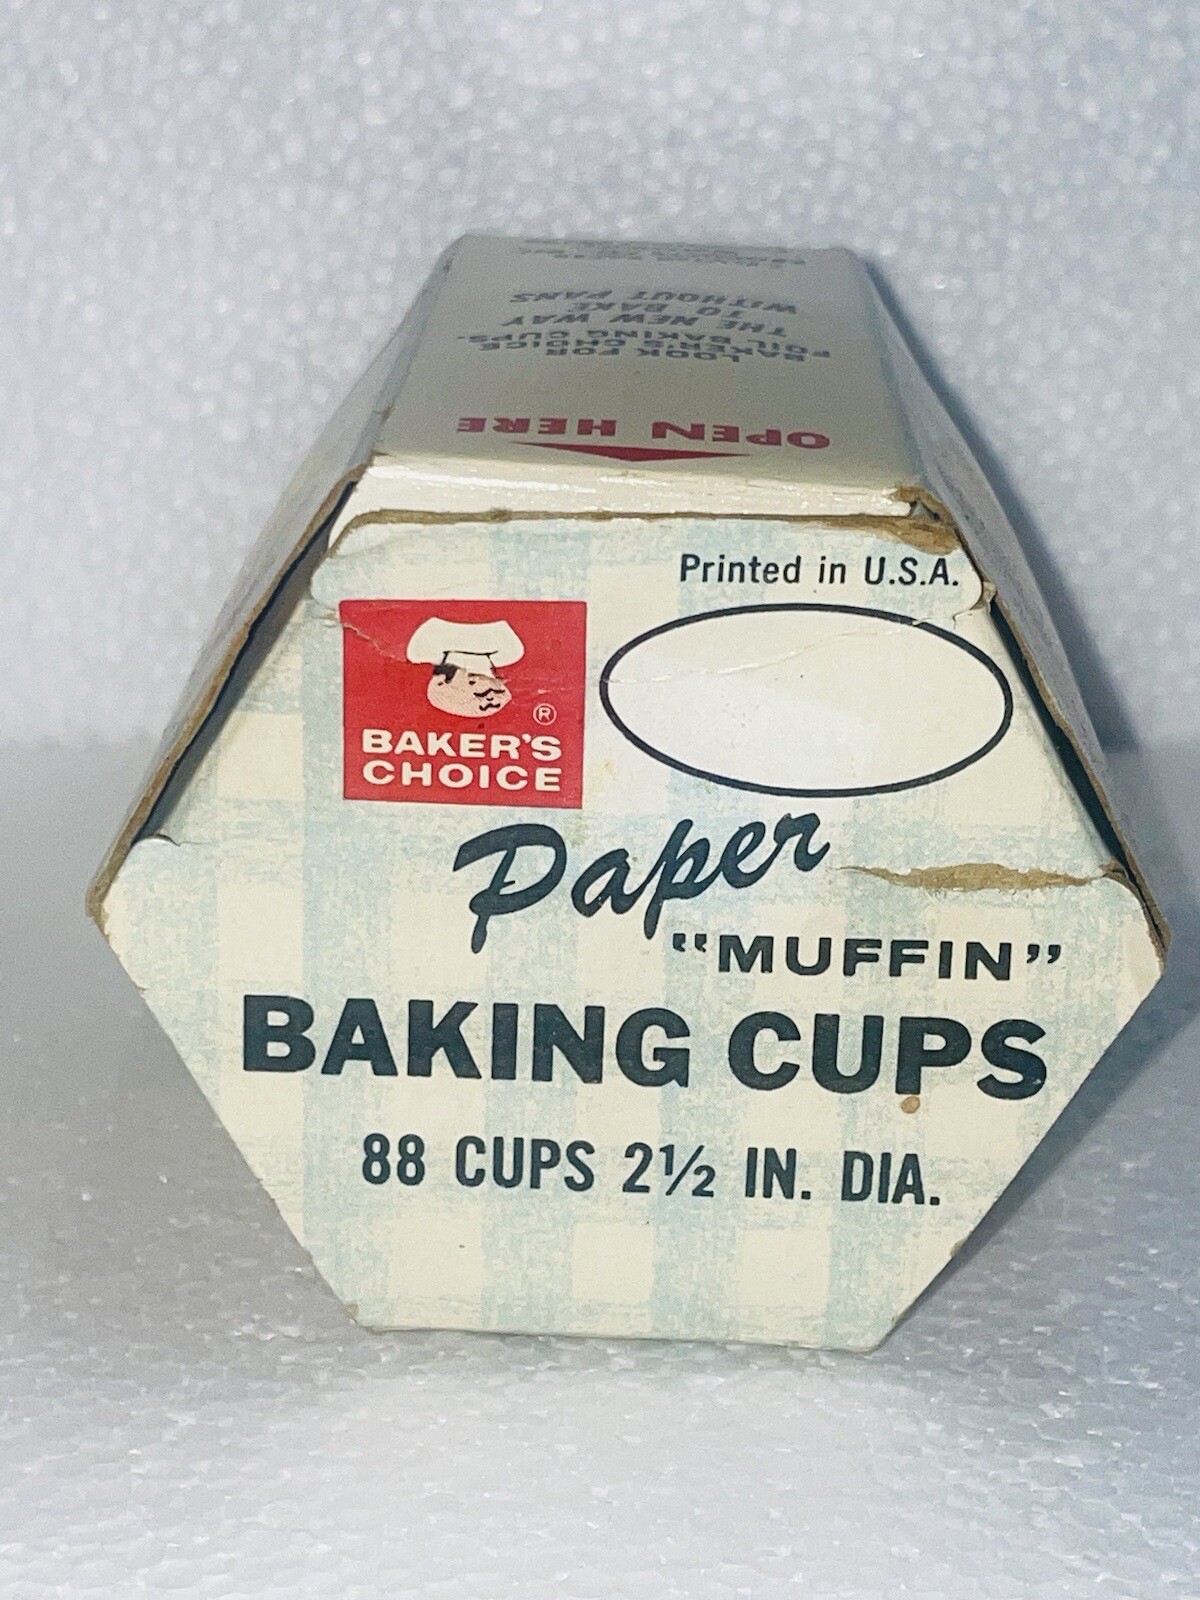 WITHOUT PANS
TO BAKE
THE NEW WAY
FOIL BAKING CUPS.
BAKER'S CHOICE
LOOK FOR
OPEN HERE
Printed in U.S.A.
®
BAKER'S
CHOICE
Paper
“MUFFIN”
BAKING CUPS
88 CUPS 2½ IN. DIA.